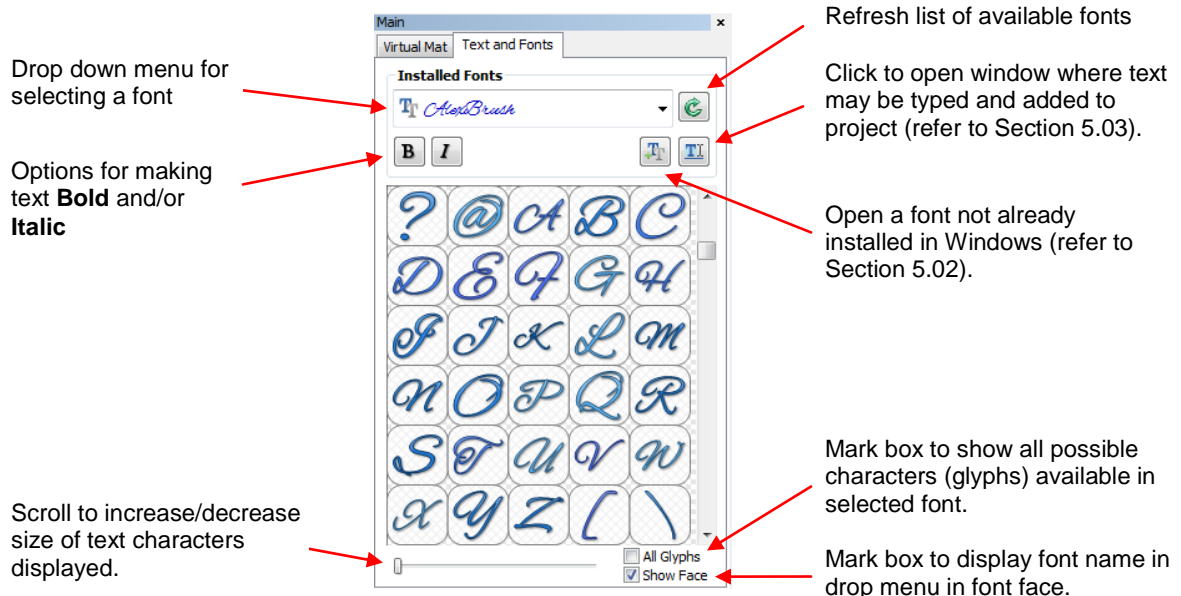 Main
x
Virtual Mat
Text and Fonts
Installed Fonts
AlexBrush
B
I
? @ A B C
D E F G H
I J K L M
N O P Q R
S T U V W
X Y Z [ \
All Glyphs
Show Face
Drop down menu for
selecting a font
Options for making
text Bold and/or
Italic
Scroll to increase/decrease
size of text characters
displayed.
Refresh list of available fonts
Click to open window where text
may be typed and added to
project (refer to Section 5.03).
Open a font not already
installed in Windows (refer to
Section 5.02).
Mark box to show all possible
characters (glyphs) available in
selected font.
Mark box to display font name in
drop menu in font face.